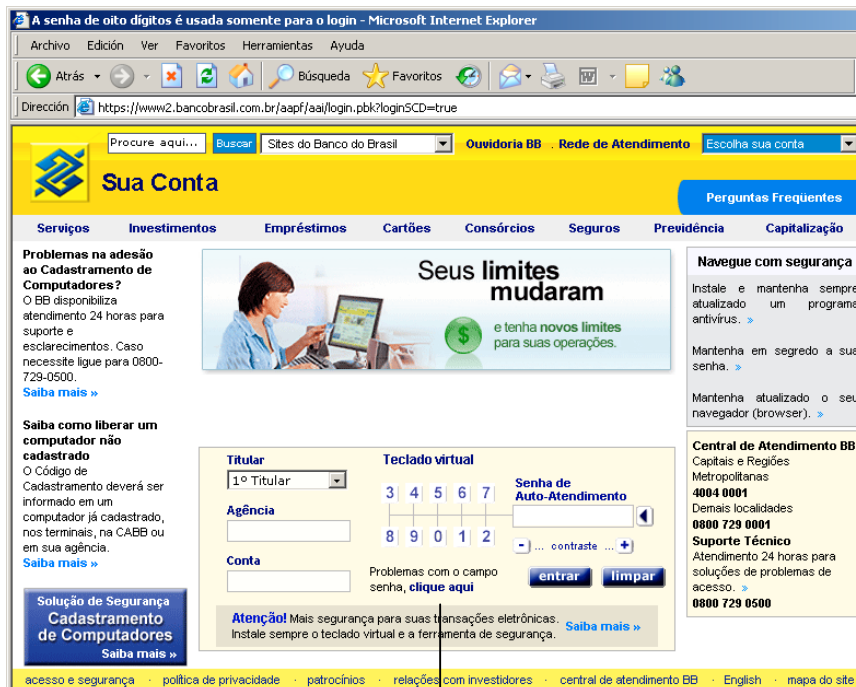 A senha de oito dígitos é usada somente para o login - Microsoft Internet Explorer
Archivo Edición Ver Favoritos Herramientas Ayuda
Atrás Búsqueda Favoritos
Dirección https://www2.bancobrasil.com.br/aapf/aai/login.pbk?loginSCD=true
Procure aqui... Buscar Sites do Banco do Brasil Ouvidoria BB . Rede de Atendimento Escolha sua conta
Sua Conta
Perguntas Freqüentes
Serviços Investimentos Empréstimos Cartões Consórcios Seguros Previdência Capitalização
Problemas na adesão
ao Cadastramento de
Computadores?
O BB disponibiliza
atendimento 24 horas para
suporte e
esclarecimentos. Caso
necessite ligue para 0800-
729-0500.
Saiba mais »
Saiba como liberar um
computador não
cadastrado
O Código de
Cadastramento deverá ser
informado em um
computador já cadastrado,
nos terminais, na CABB ou
em sua agência.
Saiba mais »
Solução de Segurança
Cadastramento
de Computadores
Saiba mais »
Seus limites
mudaram
$
e tenha novos limites
para suas operações.
Titular
1º Titular
Agência
Conta
Teclado virtual
3 4 5 6 7
8 9 0 1 2
Senha de
Auto-Atendimento
- ... contraste ... +
Problemas com o campo
senha, clique aqui
entrar limpar
Atenção! Mais segurança para suas transações eletrônicas.
Instale sempre o teclado virtual e a ferramenta de segurança.
Saiba mais »
Navegue com segurança
Instale e mantenha sempre
atualizado um programa
antivírus. »
Mantenha em segredo a sua
senha. »
Mantenha atualizado o seu
navegador (browser). »
Central de Atendimento BB
Capitais e Regiões
Metropolitanas
4004 0001
Demais localidades
0800 729 0001
Suporte Técnico
Atendimento 24 horas para
soluções de problemas de
acesso. »
0800 729 0500
acesso e segurança · política de privacidade · patrocínios · relações com investidores · central de atendimento BB · English · mapa do site